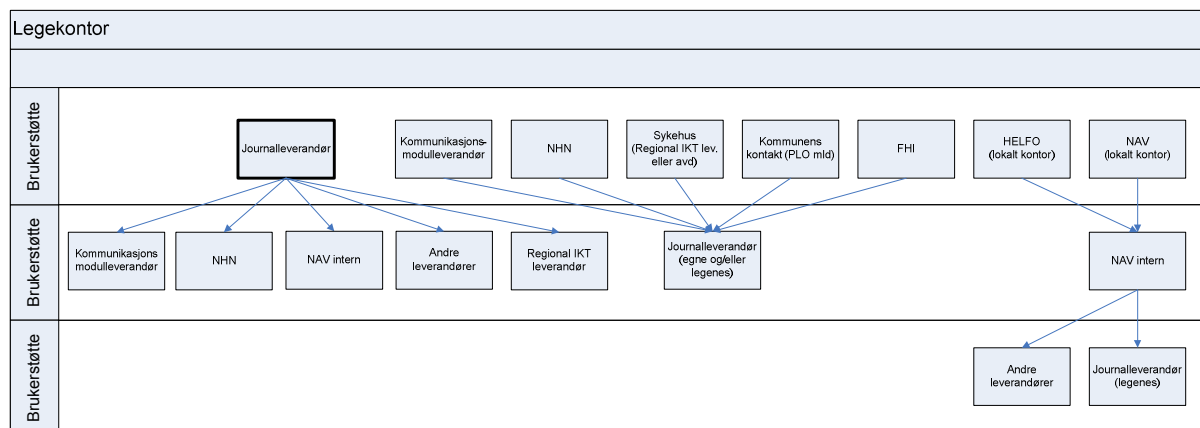 Legekontor
Brukerstøtte
Journalleverandør
Kommunikasjons-
modulleverandør
NHN
Sykehus
(Regional IKT lev.
eller avd)
Kommunens
kontakt (PLO mld)
FHI
HELFO
(lokalt kontor)
NAV
(lokalt kontor)
Brukerstøtte
Kommunikasjons
modulleverandør
NHN
NAV intern
Andre
leverandører
Regional IKT
leverandør
Journalleverandør
(egne og/eller
legenes)
NAV intern
Brukerstøtte
Andre
leverandører
Journalleverandør
(legenes)